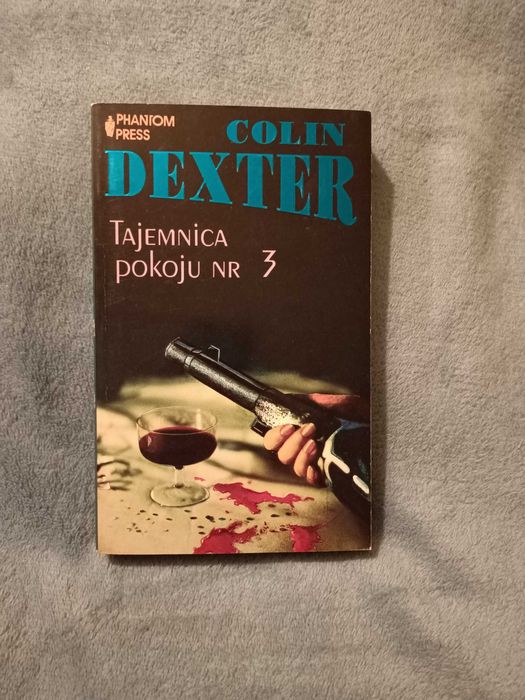 PHANTOM
PRESS
COLIN
DEXTER
TAJEMNICA
POKOJU NR 3